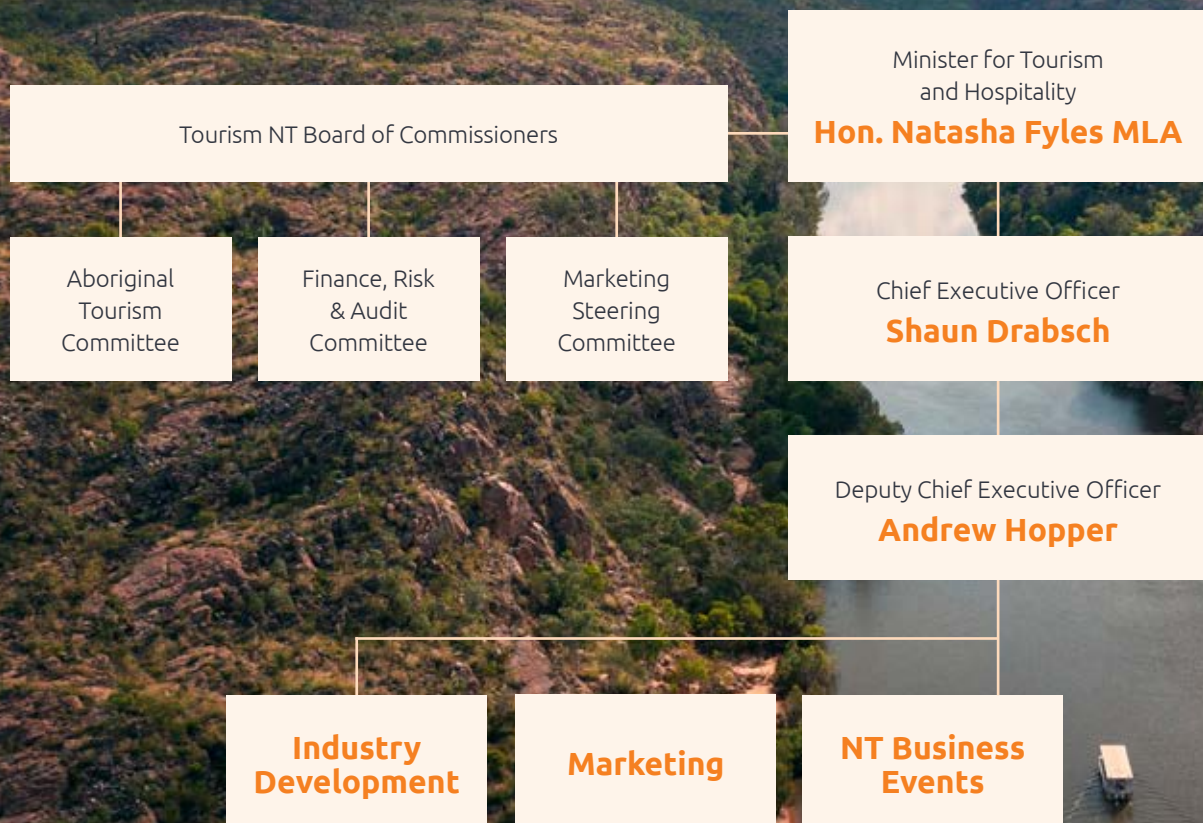 Minister for Tourism
and Hospitality
Hon. Natasha Fyles MLA
Tourism NT Board of Commissioners
Aboriginal
Tourism
Committee
Finance, Risk
& Audit
Committee
Marketing
Steering
Committee
Chief Executive Officer
Shaun Drabsch
Deputy Chief Executive Officer
Andrew Hopper
Industry
Development
Marketing
NT Business
Events